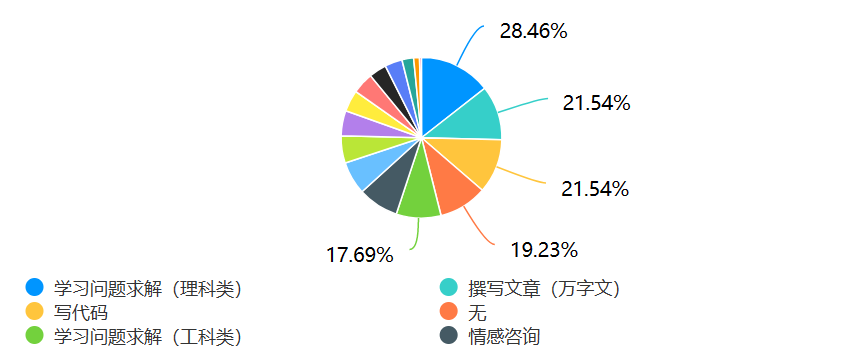 28.46%
21.54%
21.54%
19.23%
17.69%
学习问题求解（理科类）
撰写文章（万字文）
写代码
无
学习问题求解（工科类）
情感咨询